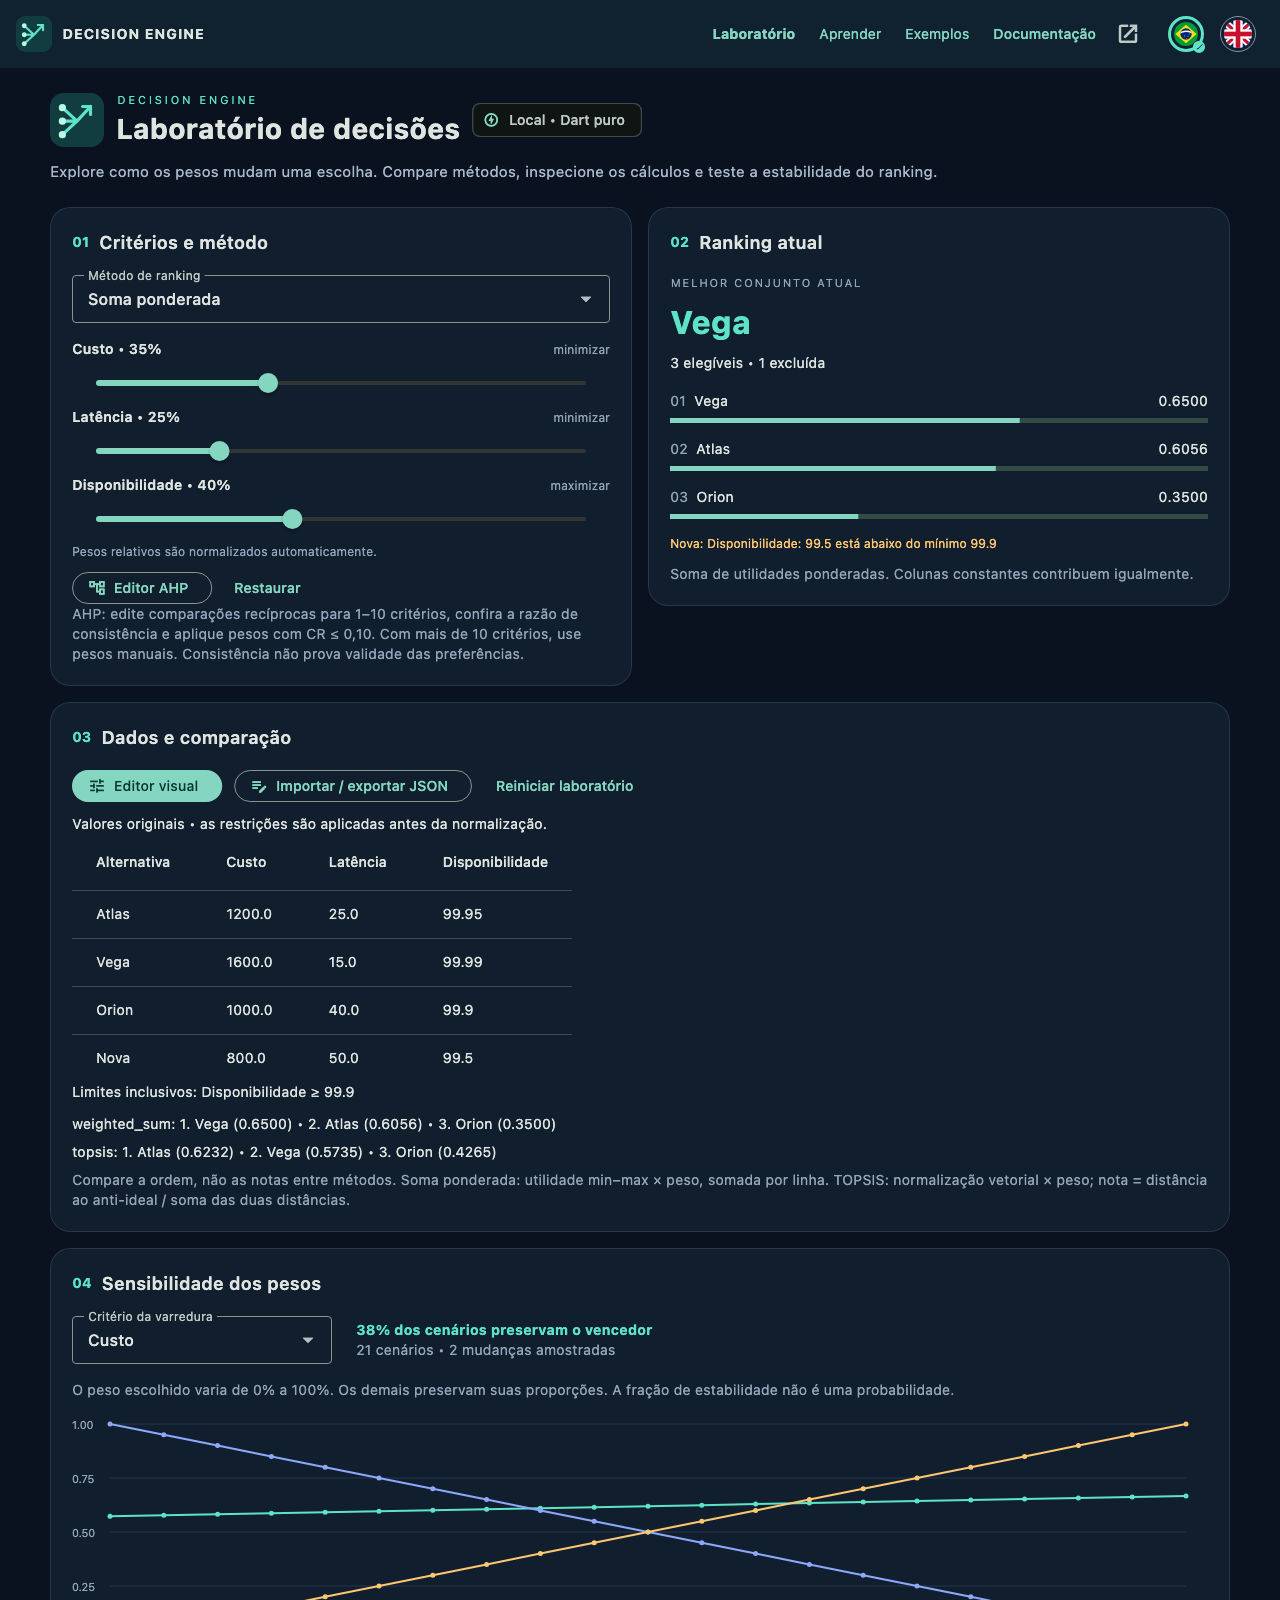 DECISION ENGINE
Laboratório
Aprender
Exemplos
Documentação
DECISION ENGINE
Laboratório de decisões
Local • Dart puro
Explore como os pesos mudam uma escolha. Compare métodos, inspecione os cálculos e teste a estabilidade do ranking.
01 Critérios e método
Método de ranking
Soma ponderada
Custo • 35%
minimizar
Latência • 25%
minimizar
Disponibilidade • 40%
maximizar
Pesos relativos são normalizados automaticamente.
Editor AHP
Restaurar
AHP: edite comparações recíprocas para 1–10 critérios, confira a razão de
consistência e aplique pesos com CR ≤ 0,10. Com mais de 10 critérios, use
pesos manuais. Consistência não prova validade das preferências.
02 Ranking atual
MELHOR CONJUNTO ATUAL
Vega
3 elegíveis • 1 excluída
01 Vega 0.6500
02 Atlas 0.6056
03 Orion 0.3500
Nova: Disponibilidade: 99.5 está abaixo do mínimo 99.9
Soma de utilidades ponderadas. Colunas constantes contribuem igualmente.
03 Dados e comparação
Editor visual
Importar / exportar JSON
Reiniciar laboratório
Valores originais • as restrições são aplicadas antes da normalização.
Alternativa Custo Latência Disponibilidade
Atlas 1200.0 25.0 99.95
Vega 1600.0 15.0 99.99
Orion 1000.0 40.0 99.9
Nova 800.0 50.0 99.5
Limites inclusivos: Disponibilidade ≥ 99.9
weighted_sum: 1. Vega (0.6500) • 2. Atlas (0.6056) • 3. Orion (0.3500)
topsis: 1. Atlas (0.6232) • 2. Vega (0.5735) • 3. Orion (0.4265)
Compare a ordem, não as notas entre métodos. Soma ponderada: utilidade min–max × peso, somada por linha. TOPSIS: normalização vetorial × peso; nota = distância
ao anti-ideal / soma das duas distâncias.
04 Sensibilidade dos pesos
Critério da varredura
Custo
38% dos cenários preservam o vencedor
21 cenários • 2 mudanças amostradas
O peso escolhido varia de 0% a 100%. Os demais preservam suas proporções. A fração de estabilidade não é uma probabilidade.
1.00
0.75
0.50
0.25